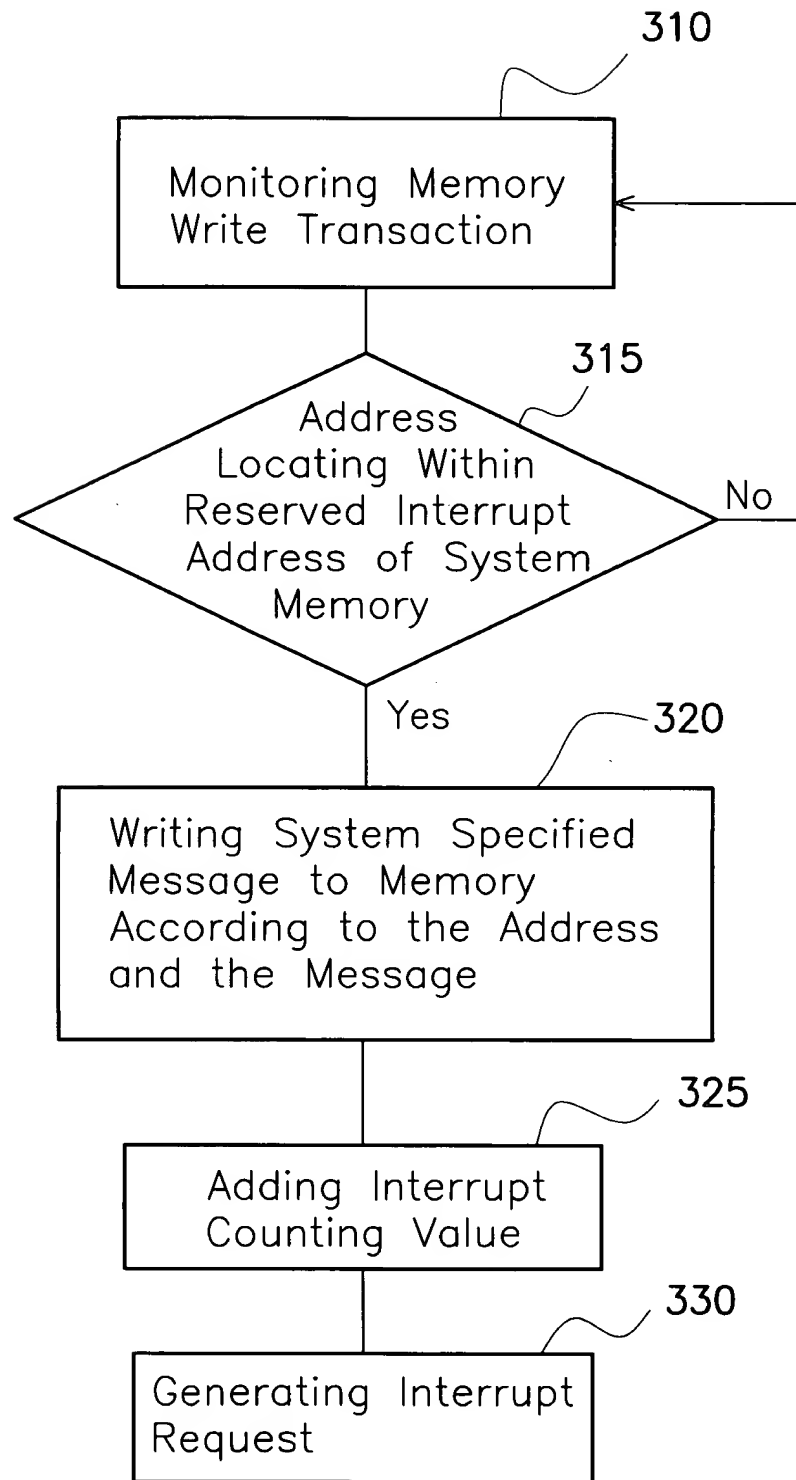 310
Monitoring Memory
Write Transaction
315
Address
Locating Within
Reserved Interrupt
Address of System
Memory
No
Yes
320
Writing System Specified
Message to Memory
According to the Address
and the Message
325
Adding Interrupt
Counting Value
330
Generating Interrupt
Request